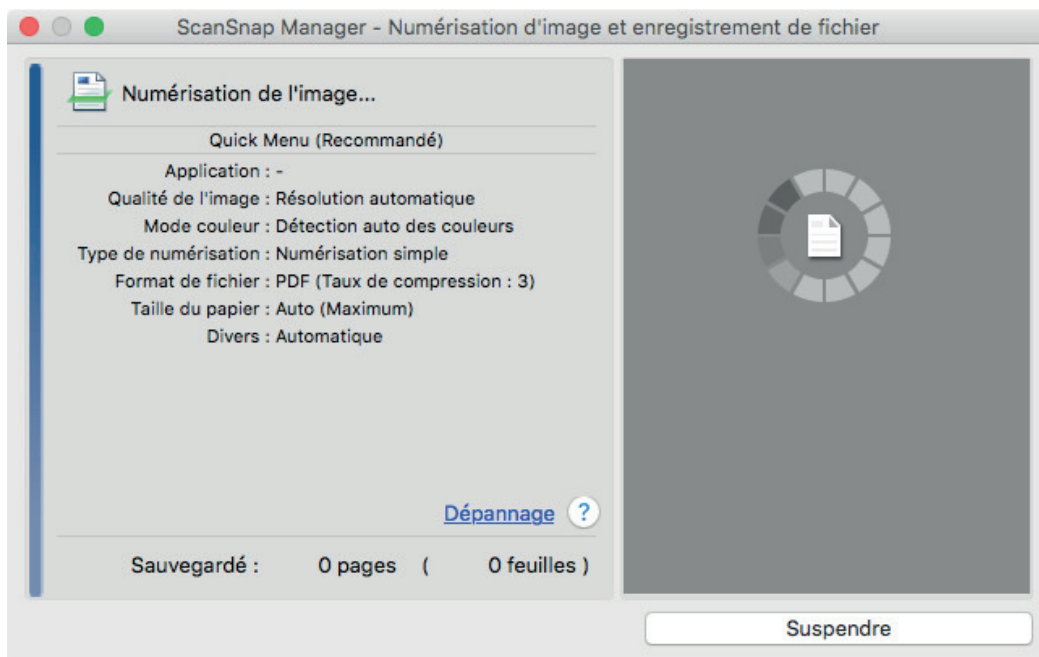 ScanSnap Manager - Numérisation d'image et enregistrement de fichier
Numérisation de l'image...
Quick Menu (Recommandé)
Application : -
Qualité de l'image : Résolution automatique
Mode couleur : Détection auto des couleurs
Type de numérisation : Numérisation simple
Format de fichier : PDF (Taux de compression : 3)
Taille du papier : Auto (Maximum)
Divers : Automatique
Dépannage ?
Sauvegardé : 0 pages ( 0 feuilles )
Suspendre